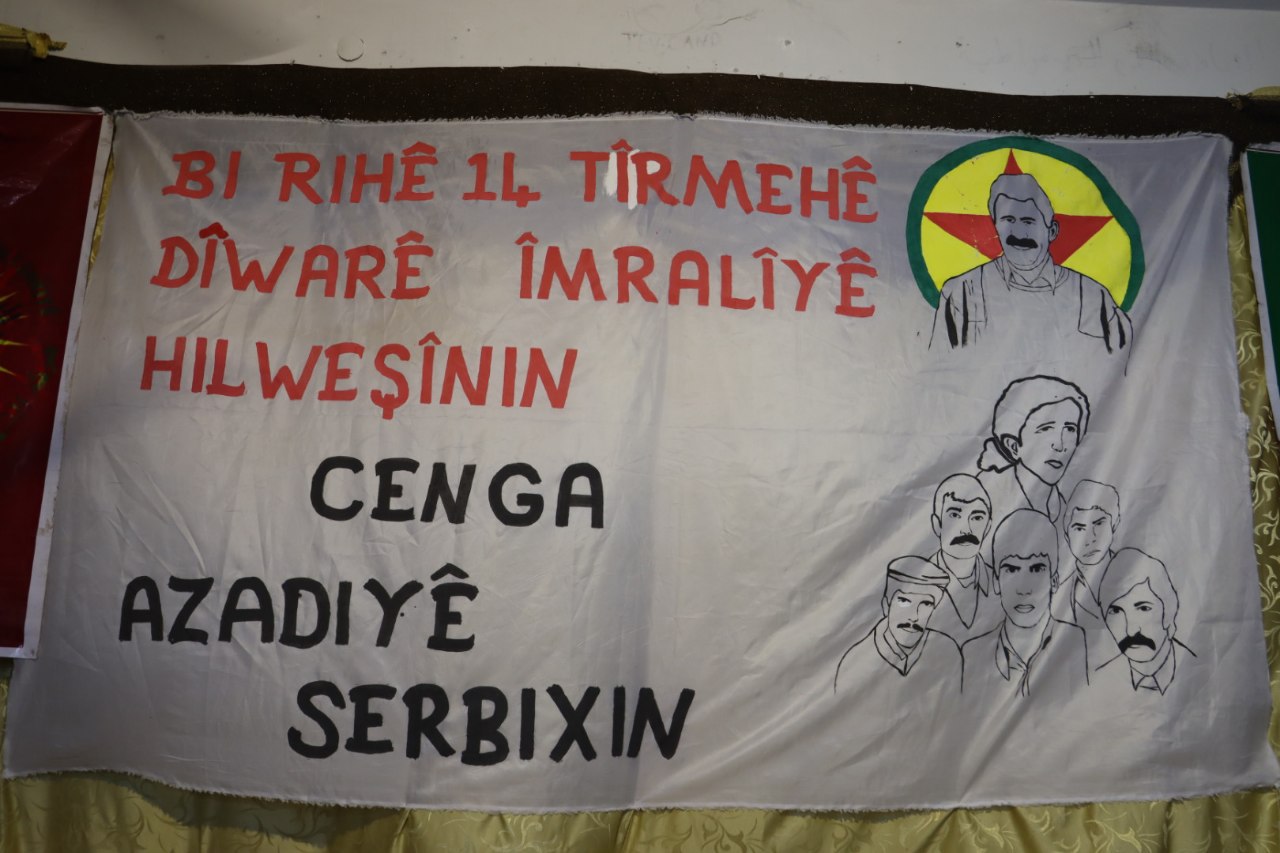 BI RIHÊ 14 TÎRMEHÊ
DÎWARÊ ÎMRALÎYÊ
HILWEŞÎNIN
CENGA
AZADIYÊ
SERBIXIN